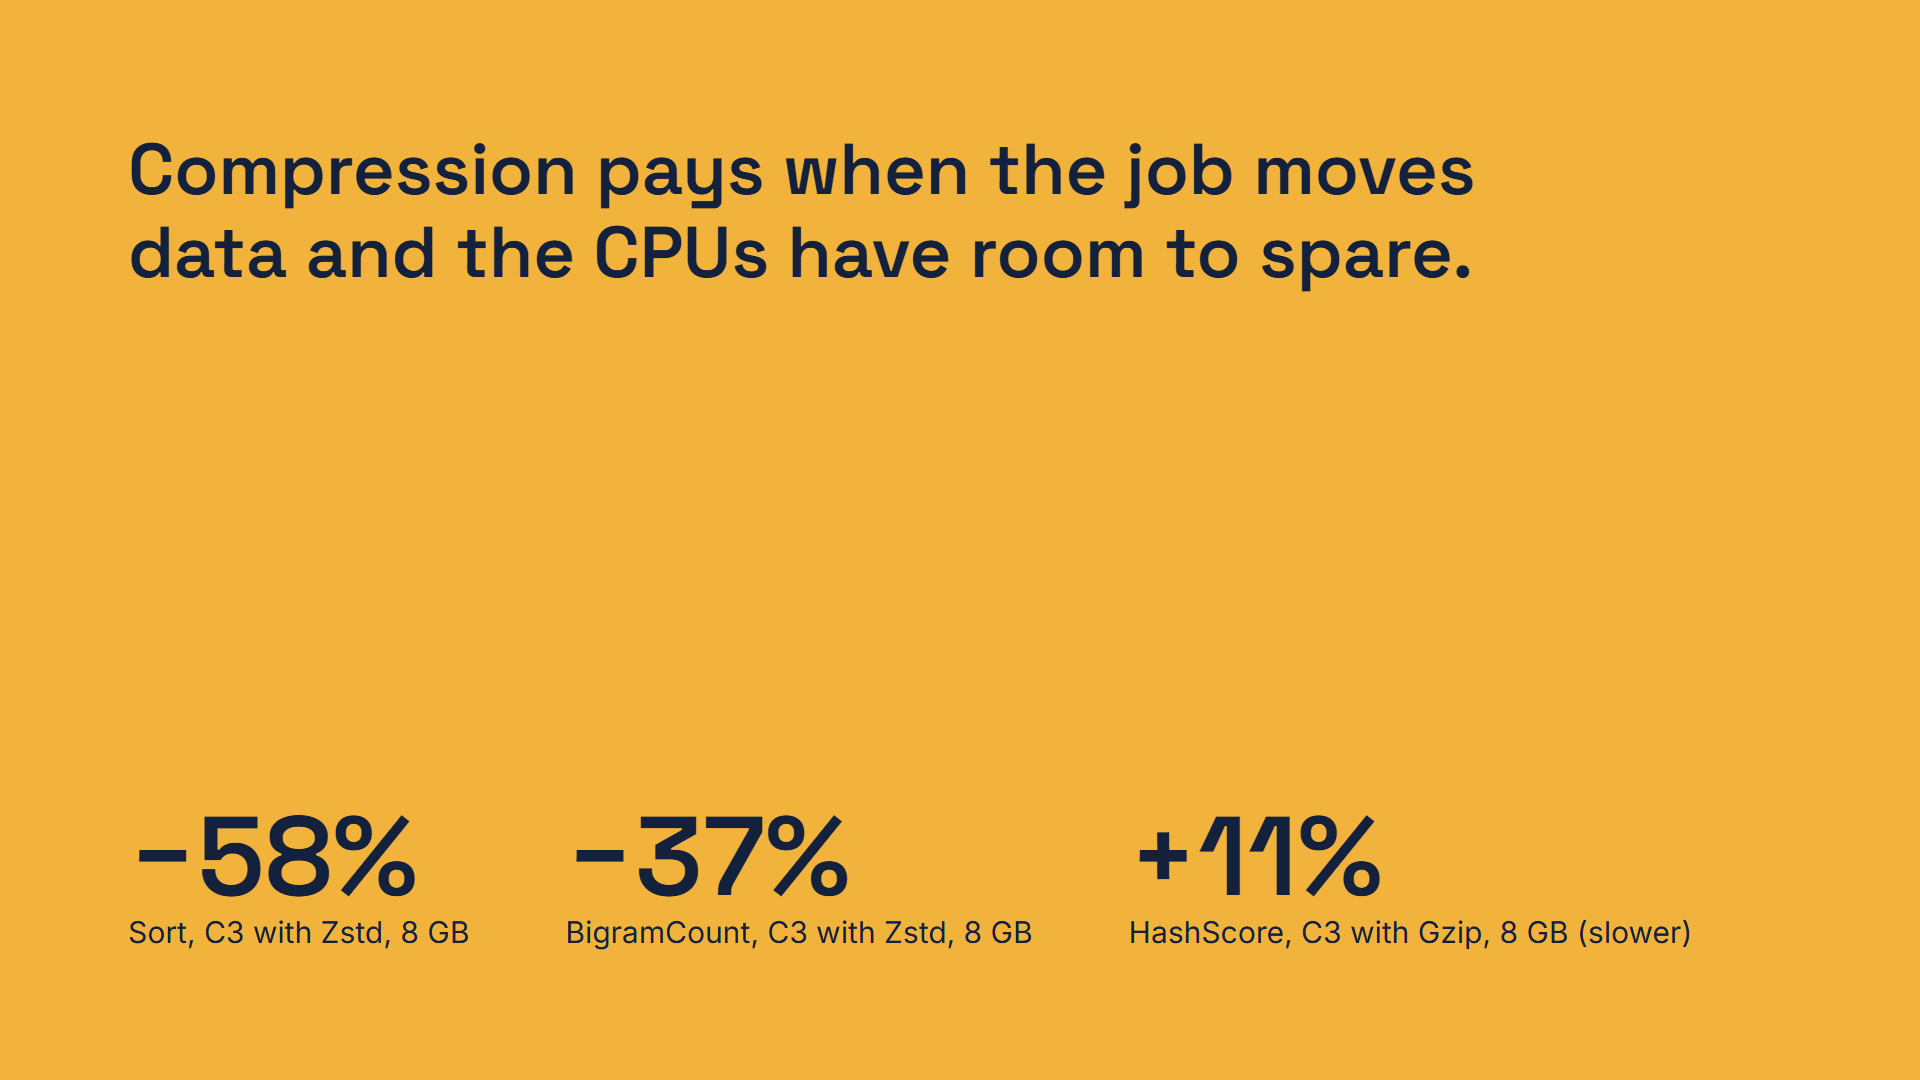 Compression pays when the job moves
data and the CPUs have room to spare.
−58%
Sort, C3 with Zstd, 8 GB
−37%
BigramCount, C3 with Zstd, 8 GB
+11%
HashScore, C3 with Gzip, 8 GB (slower)